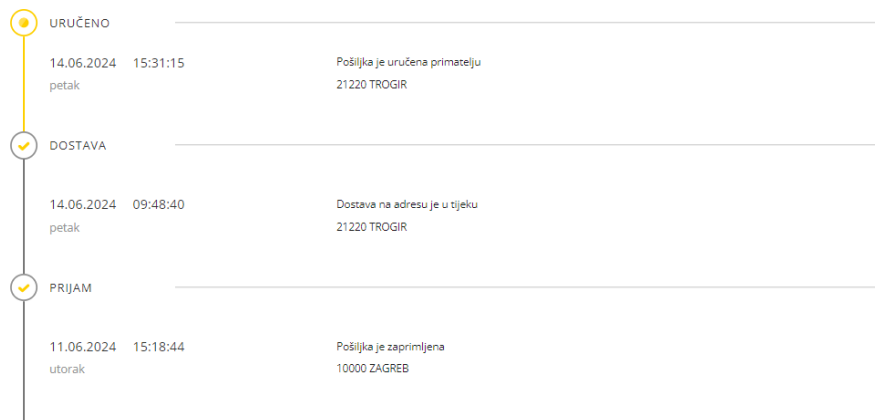 URUČENO
14.06.2024 15:31:15 Pošiljka je uručena primatelju
petak 21220 TROGIR
DOSTAVA
14.06.2024 09:48:40 Dostava na adresu je u tijeku
petak 21220 TROGIR
PRIJAM
11.06.2024 15:18:44 Pošiljka je zaprimljena
utorak 10000 ZAGREB